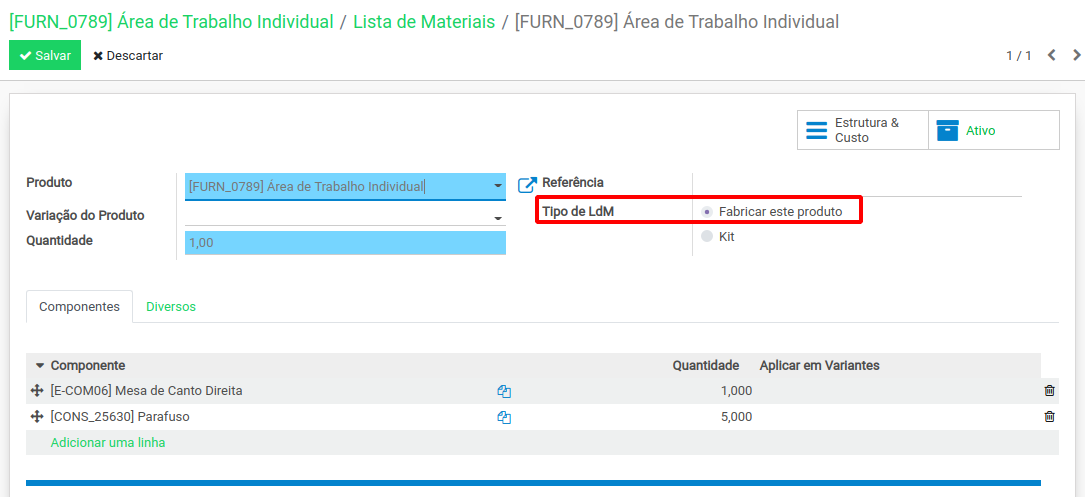 [FURN_0789] Área de Trabalho Individual / Lista de Materiais / [FURN_0789] Área de Trabalho Individual
Salvar Descartar 1 / 1
Estrutura & Custo Ativo
Produto [FURN_0789] Área de Trabalho Individual Referência
Variação do Produto Tipo de LdM Fabricar este produto
Quantidade 1,00 Kit
Componentes Diversos
Componente Quantidade Aplicar em Variantes
[E-COM06] Mesa de Canto Direita 1,000
[CONS_25630] Parafuso 5,000
Adicionar uma linha